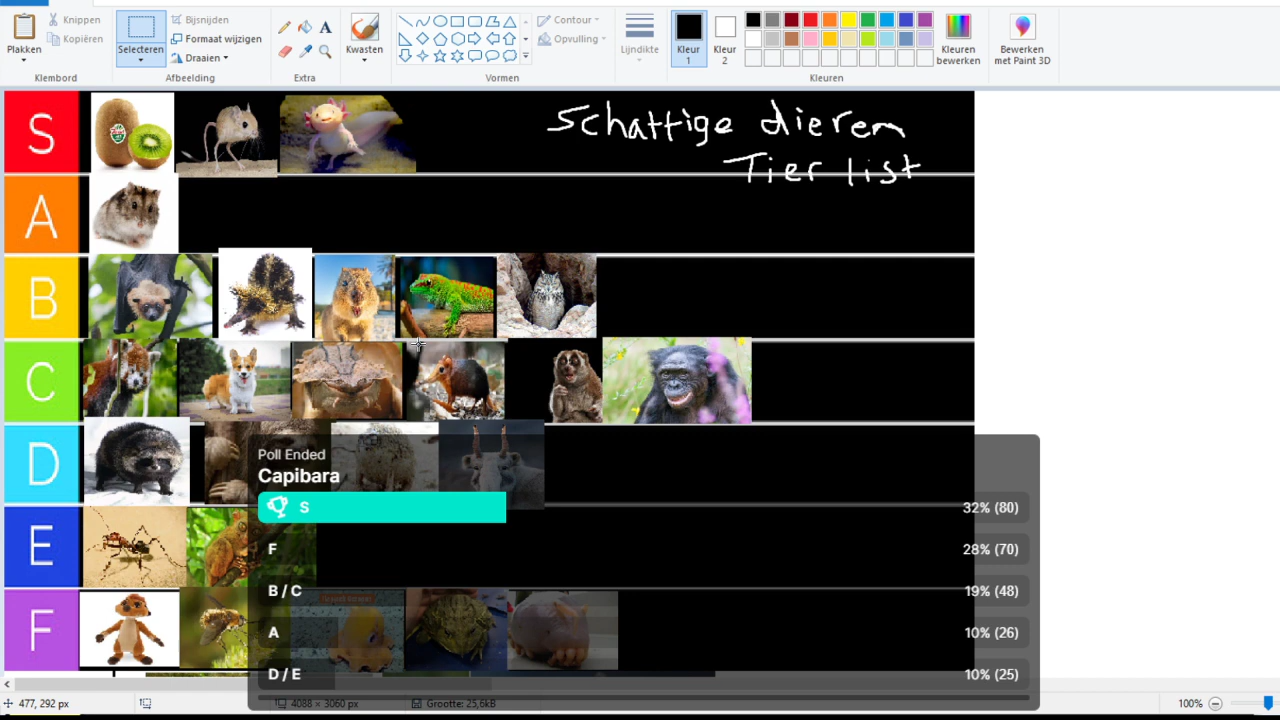 Plakken
Knippen
Kopiëren
Klembord
Selecteren
Bijsnijden
Formaat wijzigen
Draaien
Afbeelding
A
Extra
Kwasten
Vormen
Contour
Opvulling
Lijndikte
Kleur 1
Kleur 2
Kleuren bewerken
Kleuren
Bewerken met Paint 3D
S
Schattige dieren
Tier list
A
B
C
D
E
F
Poll Ended
Capibara
S 32% (80)
F 28% (70)
B / C 19% (48)
A 10% (26)
D / E 10% (25)
477, 292 px
4088 × 3060 px
Grootte: 25,6kB
100%